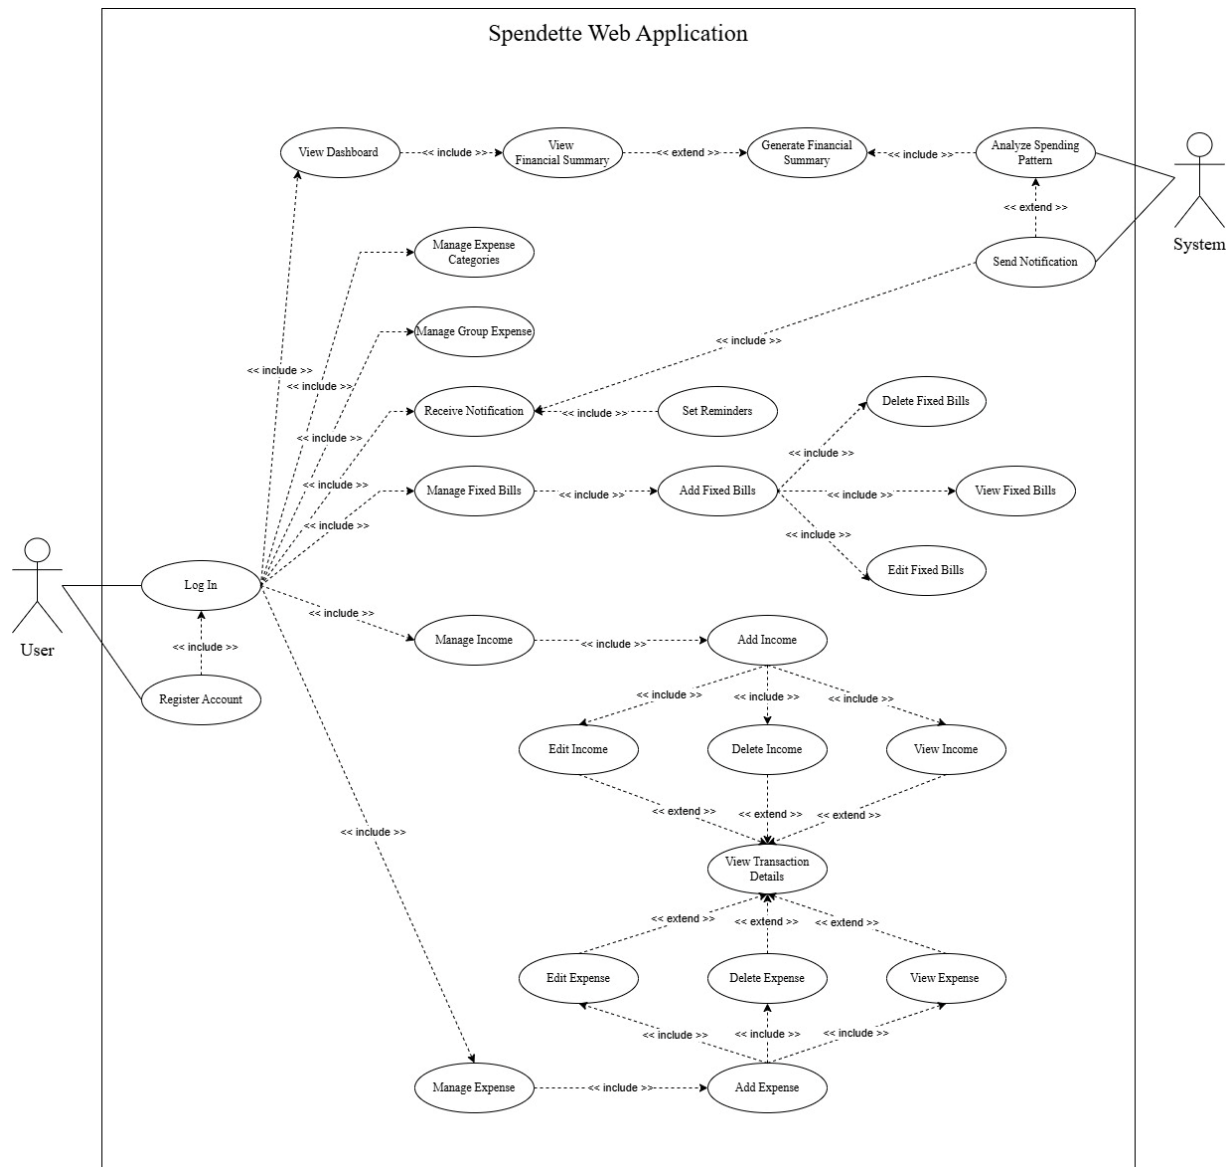 Spendette Web Application
View Dashboard
<< include >>
View
Financial Summary
<< extend >>
Generate Financial
Summary
<< include >>
Analyze Spending
Pattern
<< extend >>
System
Manage Expense
Categories
Send Notification
Manage Group Expense
<< include >>
<< include >>
<< include >>
Receive Notification
<< include >>
Set Reminders
Delete Fixed Bills
<< include >>
<< include >>
<< include >>
Manage Fixed Bills
<< include >>
Add Fixed Bills
<< include >>
View Fixed Bills
<< include >>
<< include >>
Edit Fixed Bills
User
Log In
<< include >>
Register Account
<< include >>
Manage Income
<< include >>
Add Income
<< include >>
<< include >>
<< include >>
Edit Income
Delete Income
View Income
<< extend >>
<< extend >>
<< extend >>
View Transaction
Details
<< include >>
<< extend >>
<< extend >>
<< extend >>
Edit Expense
Delete Expense
View Expense
<< include >>
<< include >>
<< include >>
Manage Expense
<< include >>
Add Expense